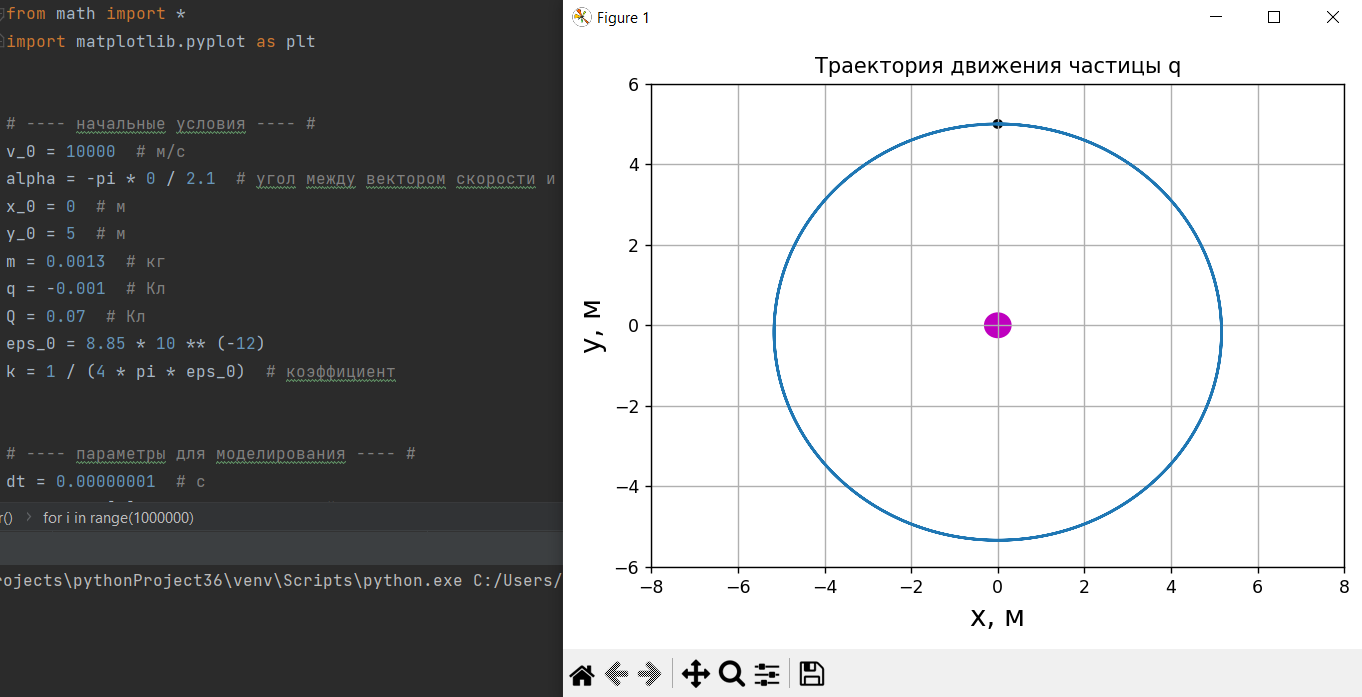 from math import *
import matplotlib.pyplot as plt
# ---- начальные условия ---- #
v_0 = 10000  # м/с
alpha = -pi * 0 / 2.1  # угол между вектором скорости и
x_0 = 0  # м
y_0 = 5  # м
m = 0.0013  # кг
q = -0.001  # Кл
Q = 0.07  # Кл
eps_0 = 8.85 * 10 ** (-12)
k = 1 / (4 * pi * eps_0)  # коэффициент
# ---- параметры для моделирования ---- #
dt = 0.00000001  # с
r() > for i in range(1000000)
rojects\pythonProject36\venv\Scripts\python.exe C:/Users/
Figure 1
Траектория движения частицы q
6
4
2
0
−2
−4
−6
y, м
−8 −6 −4 −2 0 2 4 6 8
x, м